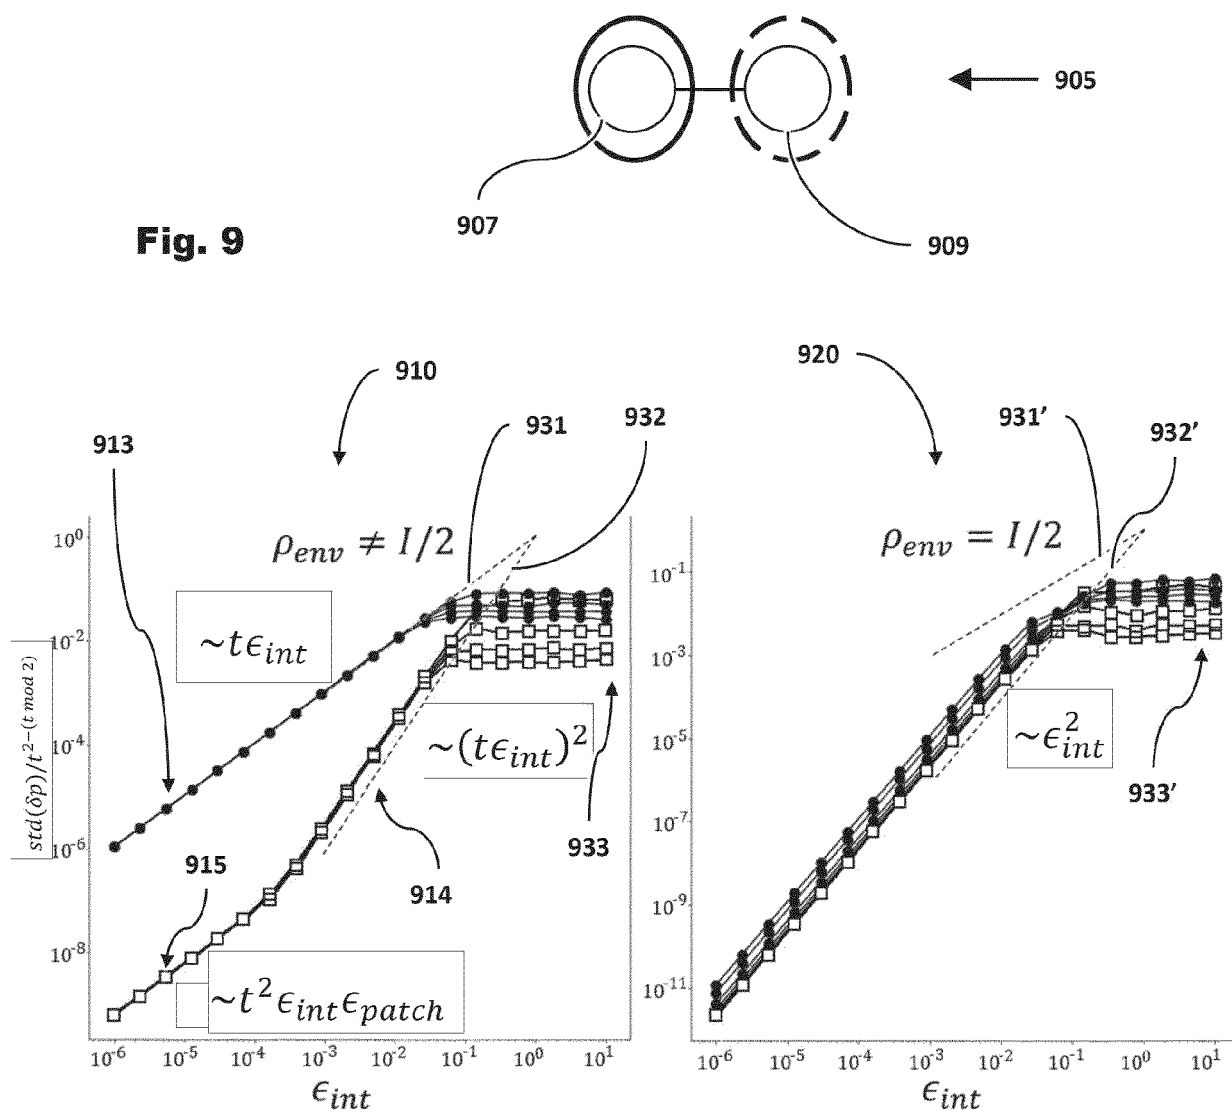 905
907
Fig. 9
909
910
920
913
931
932
931'
932'
ρ_env ≠ I/2
ρ_env = I/2
10^0
10^-2
10^-4
10^-6
10^-8
std(δp)/t^2-(t mod 2)
~tϵ_int
~(tϵ_int)^2
915
914
933
~t^2 ϵ_int ϵ_patch
10^-6 10^-5 10^-4 10^-3 10^-2 10^-1 10^0 10^1
ϵ_int
10^-1
10^-3
10^-5
10^-7
10^-9
10^-11
~ϵ_int^2
933'
10^-6 10^-5 10^-4 10^-3 10^-2 10^-1 10^0 10^1
ϵ_int